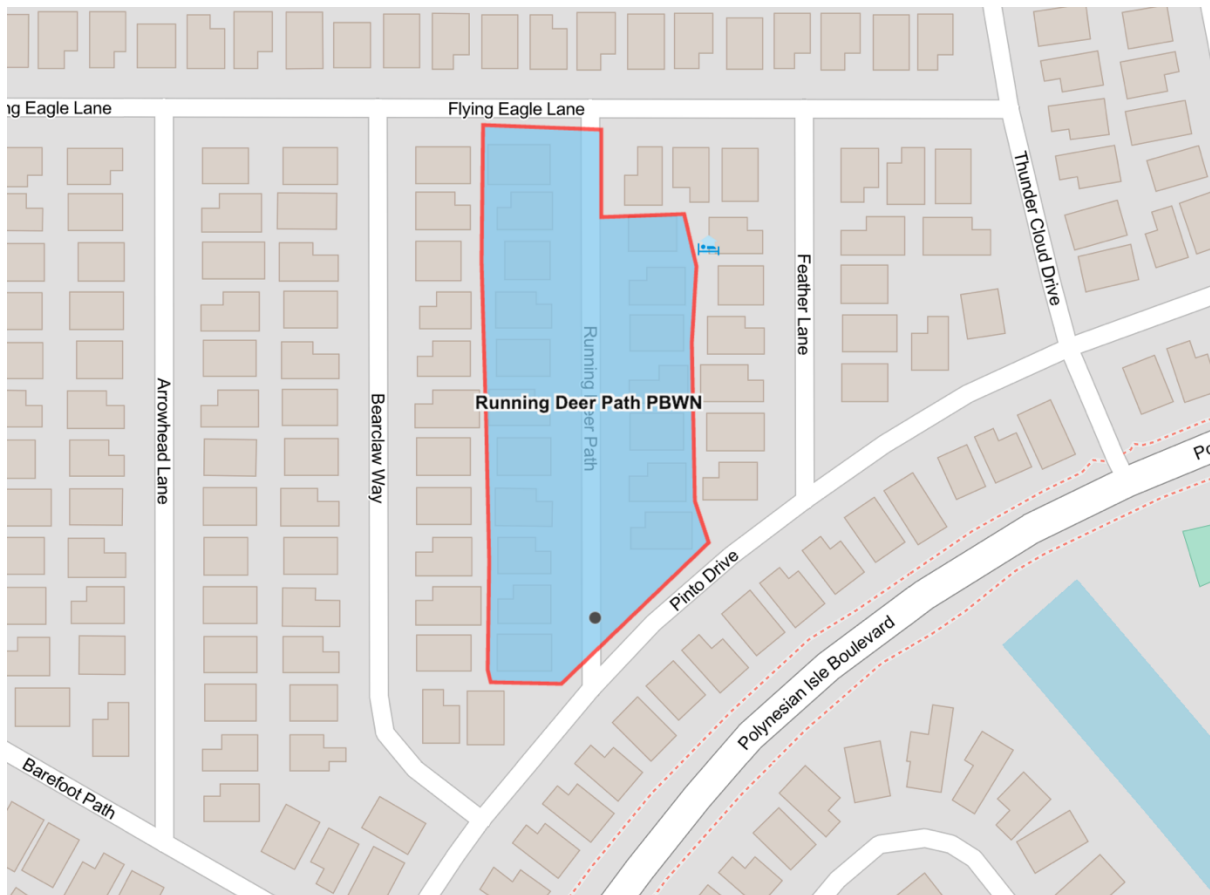 ng Eagle Lane
Flying Eagle Lane
Thunder Cloud Drive
Feather Lane
Running Deer Path
Running Deer Path PBWN
Arrowhead Lane
Bearclaw Way
Po
Pinto Drive
Polynesian Isle Boulevard
Barefoot Path